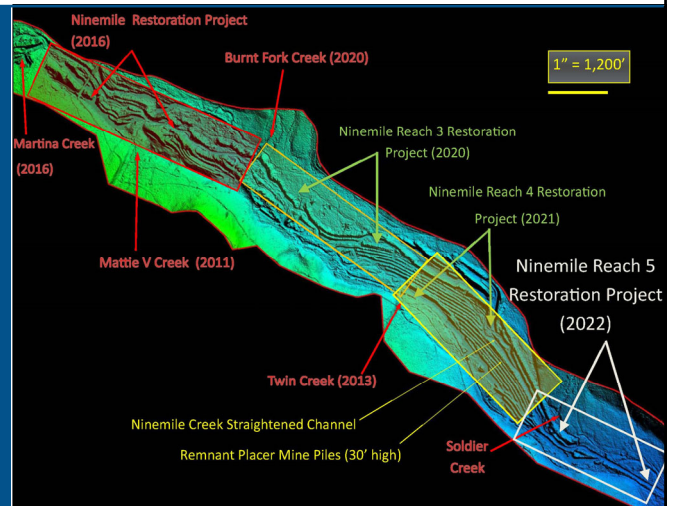 Ninemile Restoration Project
(2016)
Burnt Fork Creek (2020)
1” = 1,200’
Martina Creek
(2016)
Ninemile Reach 3 Restoration
Project (2020)
Ninemile Reach 4 Restoration
Project (2021)
Mattie V Creek (2011)
Ninemile Reach 5
Restoration Project
(2022)
Twin Creek (2013)
Ninemile Creek Straightened Channel
Remnant Placer Mine Piles (30’ high)
Soldier
Creek